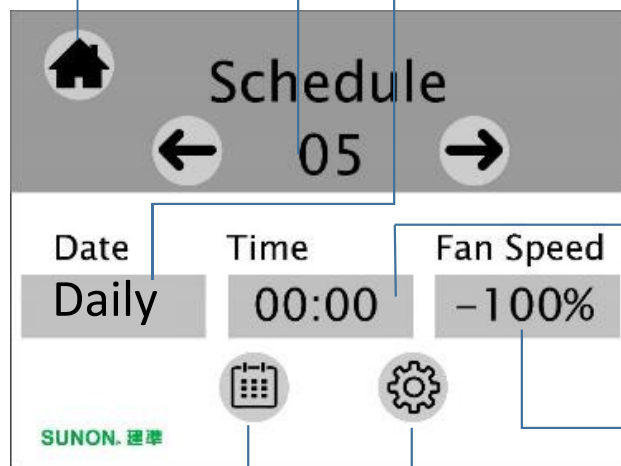 Schedule
05
Date Time Fan Speed
Daily 00:00 -100%
SUNON. 建準